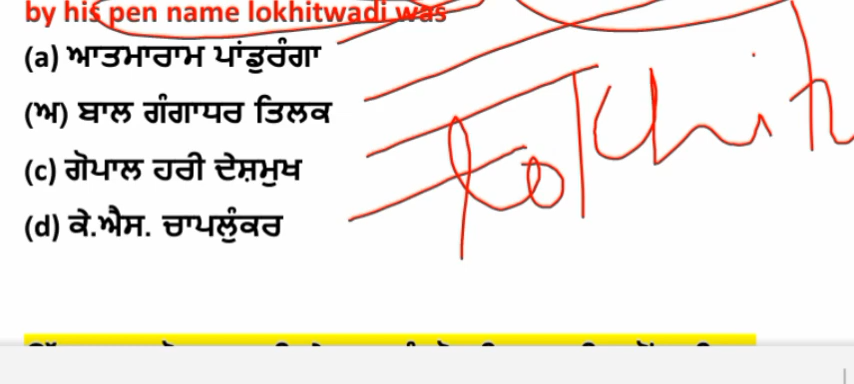 by his pen name lokhitwadi was
(a) ਆਤਮਾਰਾਮ ਪਾਂਡੁਰੰਗਾ
(ਅ) ਬਾਲ ਗੰਗਾਧਰ ਤਿਲਕ
(c) ਗੋਪਾਲ ਹਰੀ ਦੇਸ਼ਮੁਖ
(d) ਕੇ.ਐਸ. ਚਾਪਲੁੰਕਰ